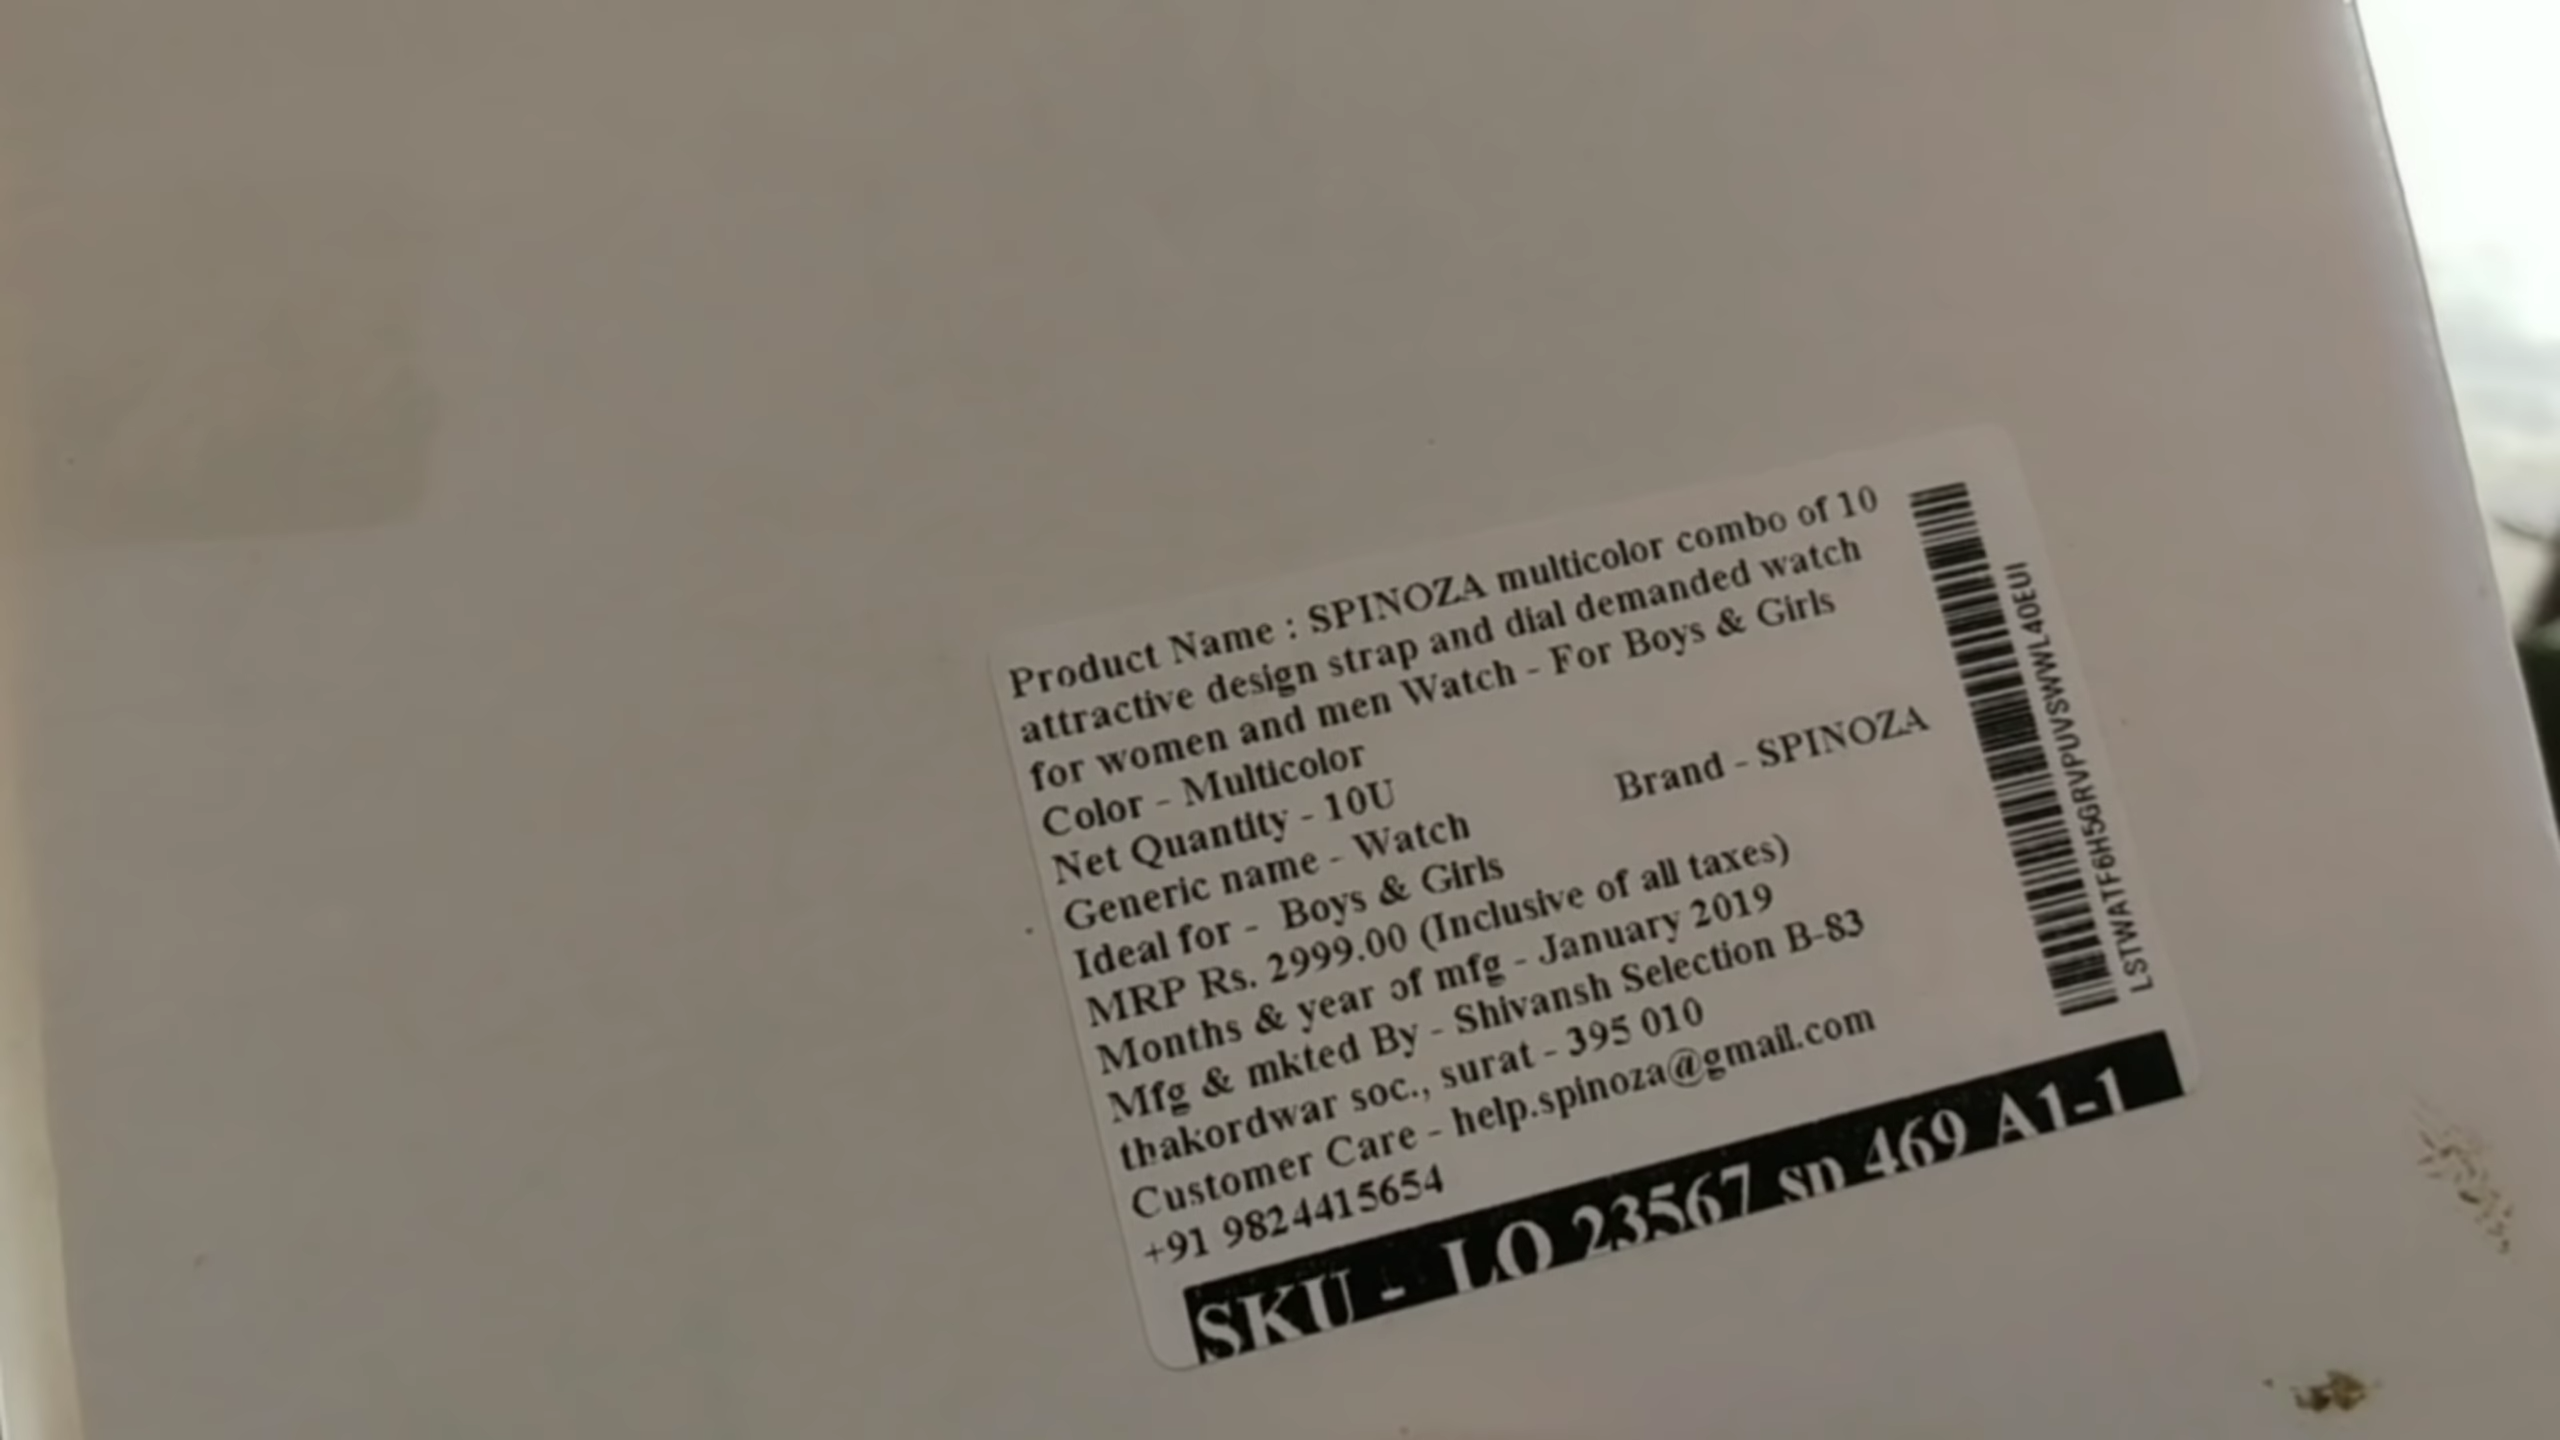 Product Name : SPINOZA multicolor combo of 10
attractive design strap and dial demanded watch
for women and men Watch - For Boys & Girls
Color - Multicolor
Net Quantity - 10U
Generic name - Watch Brand - SPINOZA
Ideal for - Boys & Girls
MRP Rs. 2999.00 (Inclusive of all taxes)
Months & year of mfg - January 2019
Mfg & mkted By - Shivansh Selection B-83
thakordwar soc., surat - 395 010
Customer Care - help.spinoza@gmail.com
+91 9824415654
SKU - LO 23567 sp 469 A1-1
LSTWATF6H5GRVPUVSWWL40EUI